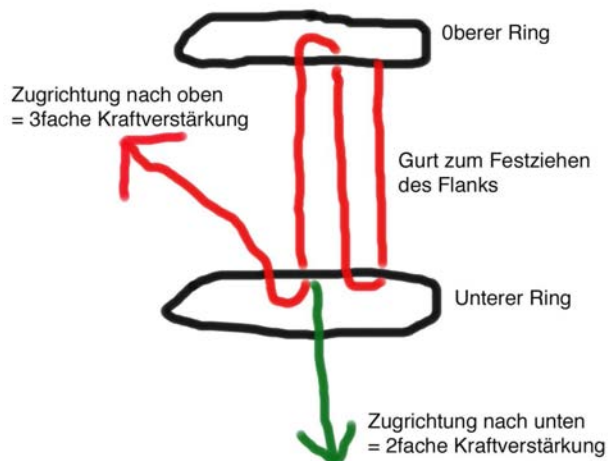 0berer Ring
Zugrichtung nach oben
= 3fache Kraftverstärkung
Gurt zum Festziehen
des Flanks
Unterer Ring
Zugrichtung nach unten
= 2fache Kraftverstärkung